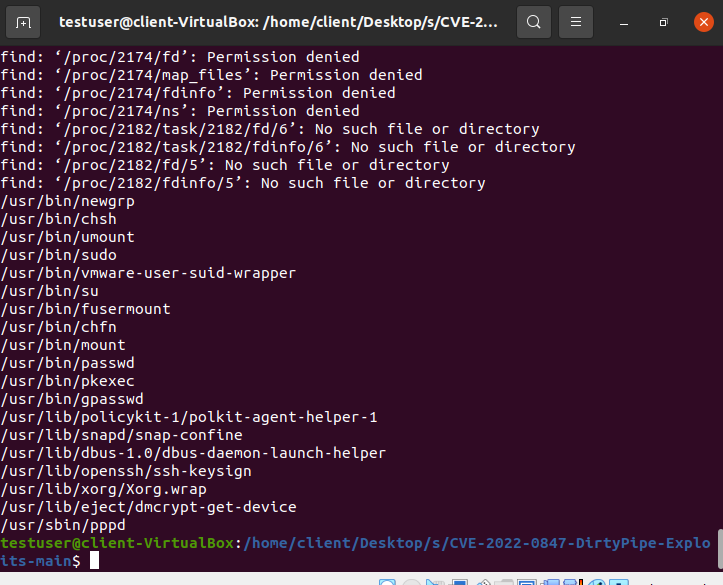 testuser@client-VirtualBox: /home/client/Desktop/s/CVE-2...
find: ‘/proc/2174/fd’: Permission denied
find: ‘/proc/2174/map_files’: Permission denied
find: ‘/proc/2174/fdinfo’: Permission denied
find: ‘/proc/2174/ns’: Permission denied
find: ‘/proc/2182/task/2182/fd/6’: No such file or directory
find: ‘/proc/2182/task/2182/fdinfo/6’: No such file or directory
find: ‘/proc/2182/fd/5’: No such file or directory
find: ‘/proc/2182/fdinfo/5’: No such file or directory
/usr/bin/newgrp
/usr/bin/chsh
/usr/bin/umount
/usr/bin/sudo
/usr/bin/vmware-user-suid-wrapper
/usr/bin/su
/usr/bin/fusermount
/usr/bin/chfn
/usr/bin/mount
/usr/bin/passwd
/usr/bin/pkexec
/usr/bin/gpasswd
/usr/lib/policykit-1/polkit-agent-helper-1
/usr/lib/snapd/snap-confine
/usr/lib/dbus-1.0/dbus-daemon-launch-helper
/usr/lib/openssh/ssh-keysign
/usr/lib/xorg/Xorg.wrap
/usr/lib/eject/dmcrypt-get-device
/usr/sbin/pppd
testuser@client-VirtualBox:/home/client/Desktop/s/CVE-2022-0847-DirtyPipe-Explo
its-main$